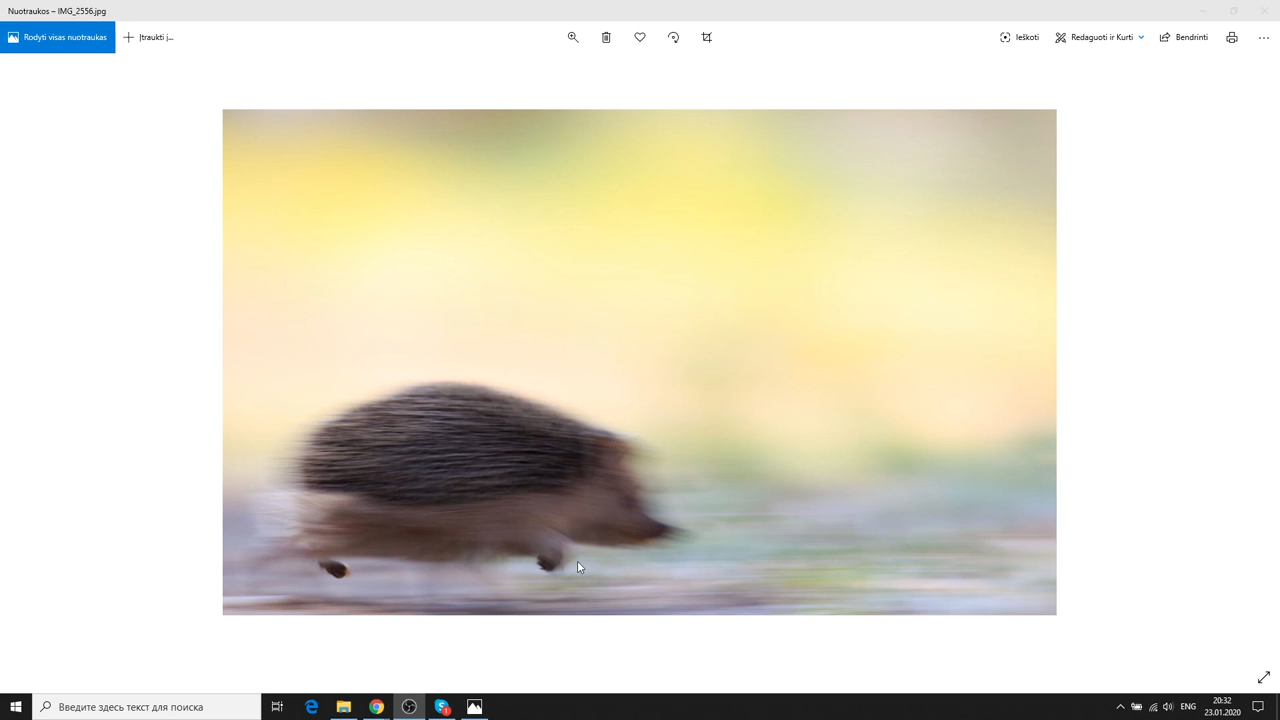 Nuotraukos – IMG_2556.jpg
Rodyti visas nuotraukas
Įtraukti į...
Ieškoti
Redaguoti ir Kurti
Bendrinti
Введите здесь текст для поиска
1
ENG
20:32
23.01.2020